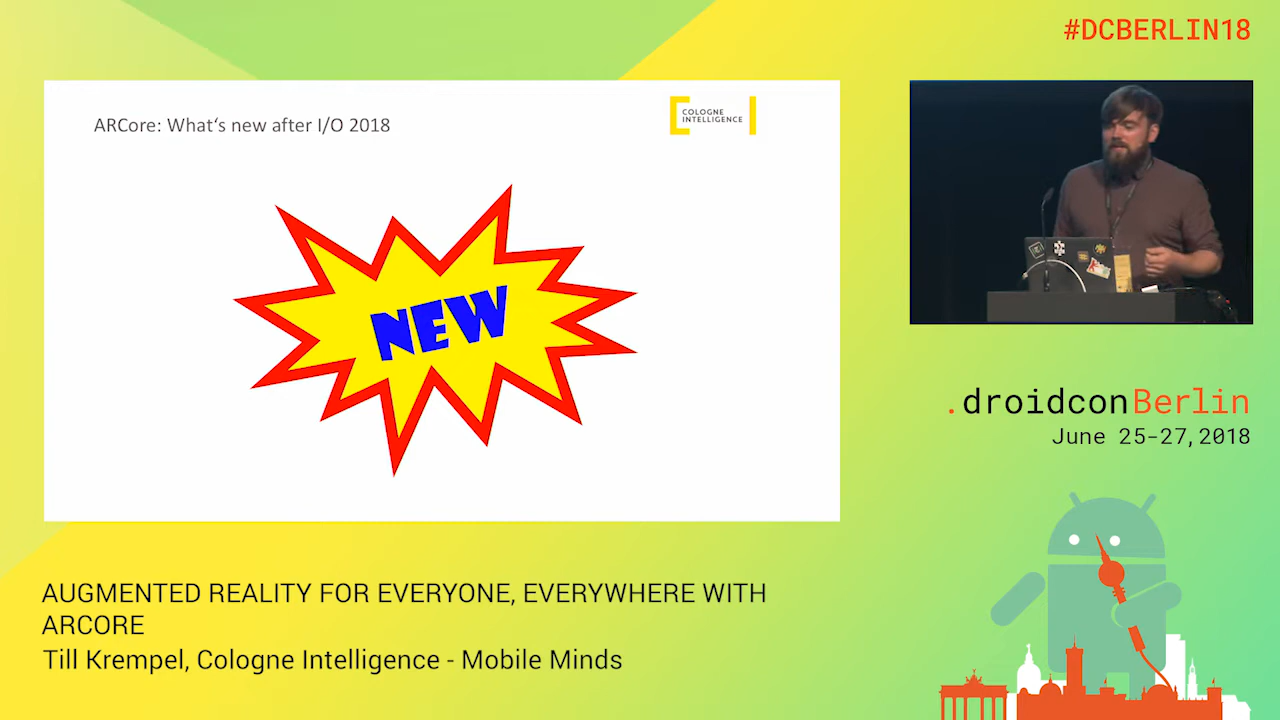 #DCBERLIN18
ARCore: What's new after I/O 2018
COLOGNE
INTELLIGENCE
NEW
.droidconBerlin
June 25-27, 2018
AUGMENTED REALITY FOR EVERYONE, EVERYWHERE WITH
ARCORE
Till Krempel, Cologne Intelligence - Mobile Minds